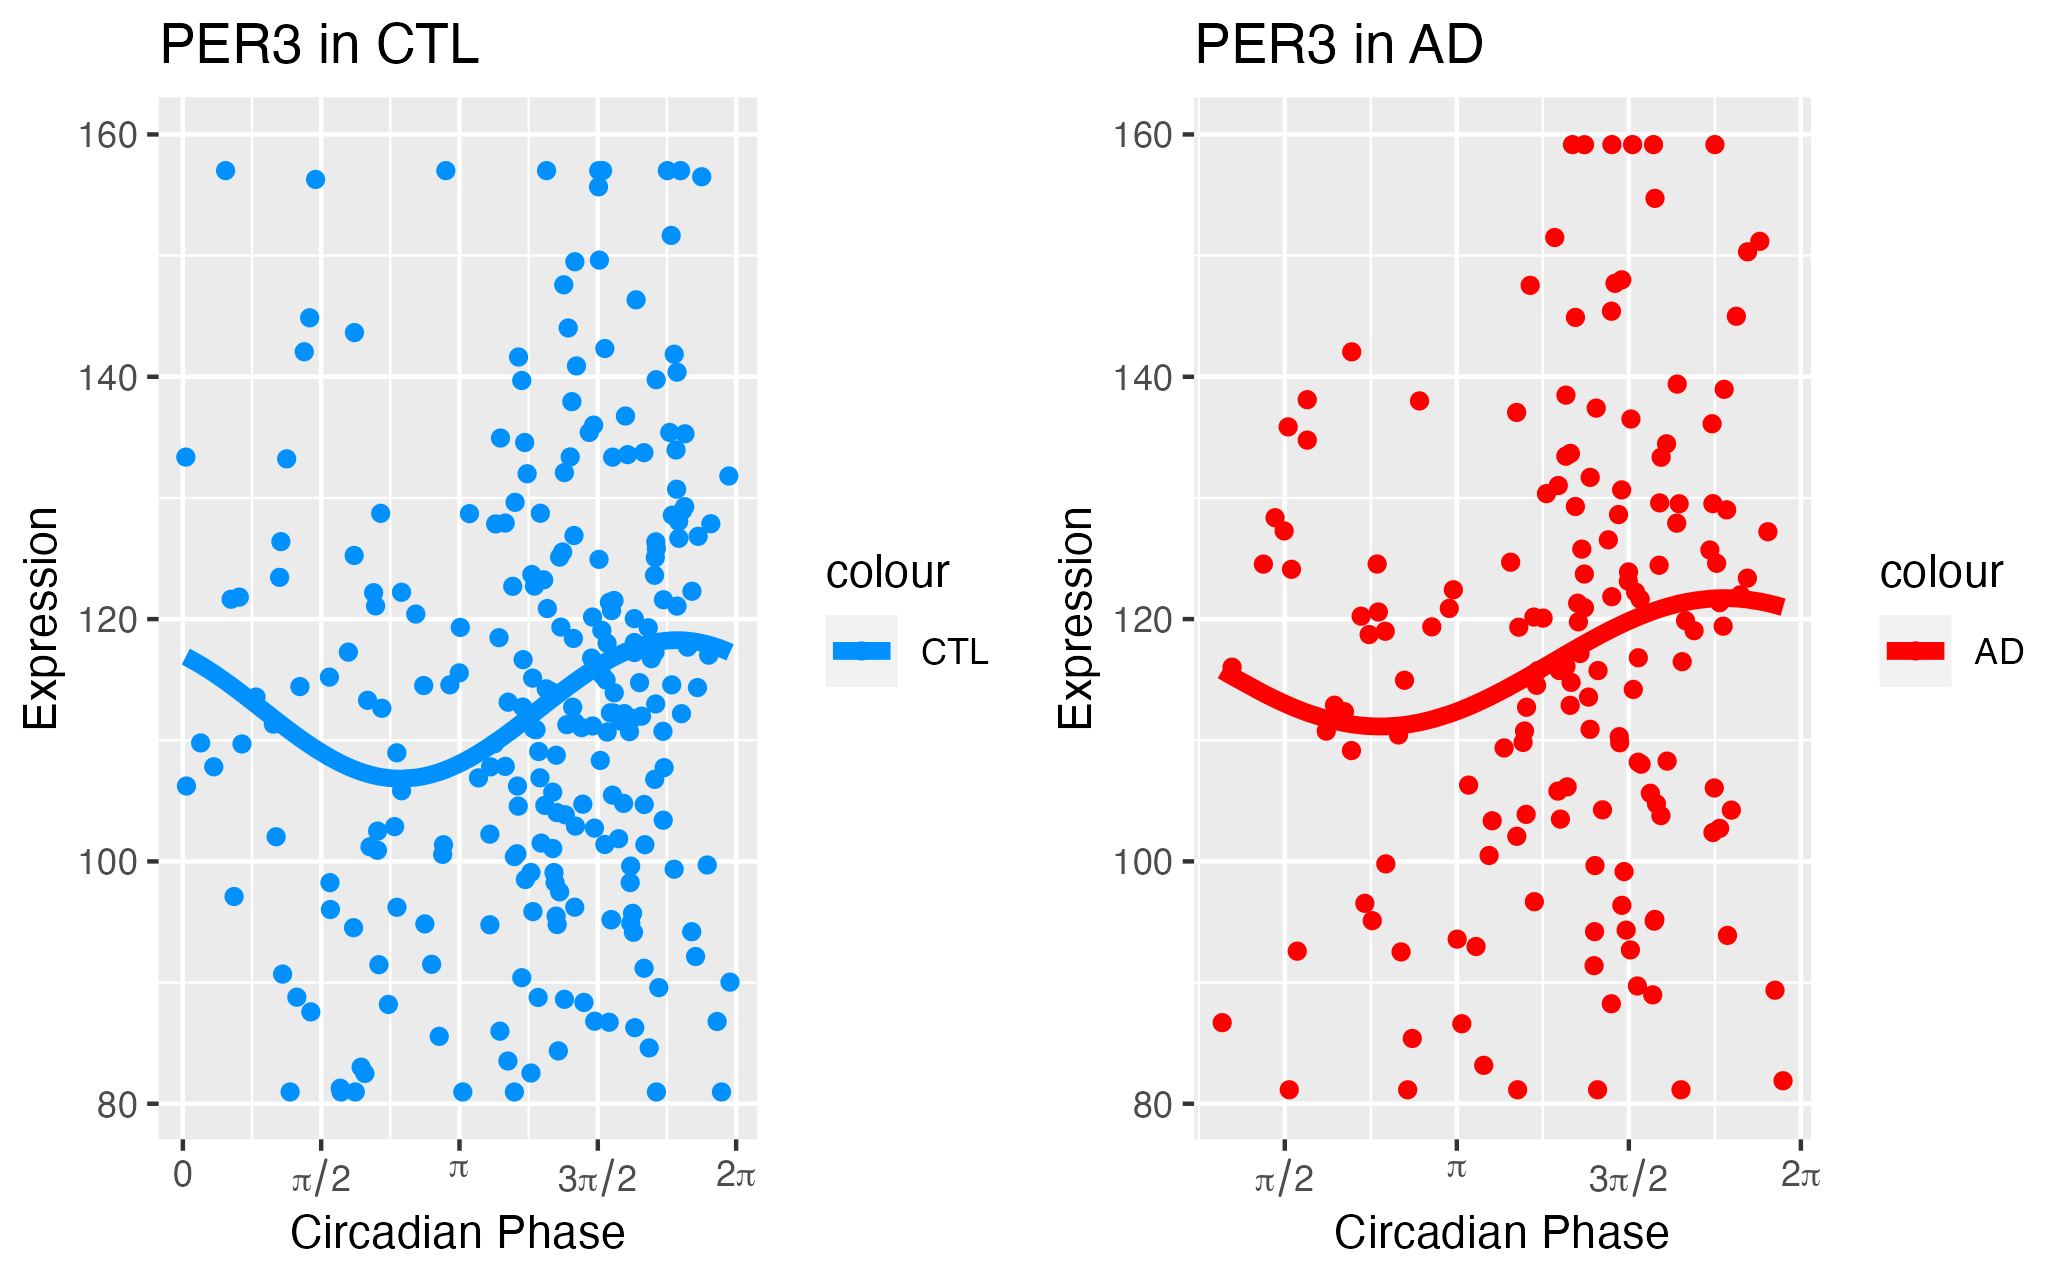 PER3 in CTL
160
140
120
100
80
Expression
0
π/2
π
3π/2
2π
Circadian Phase
colour
CTL
PER3 in AD
160
140
120
100
80
Expression
π/2
π
3π/2
2π
Circadian Phase
colour
AD